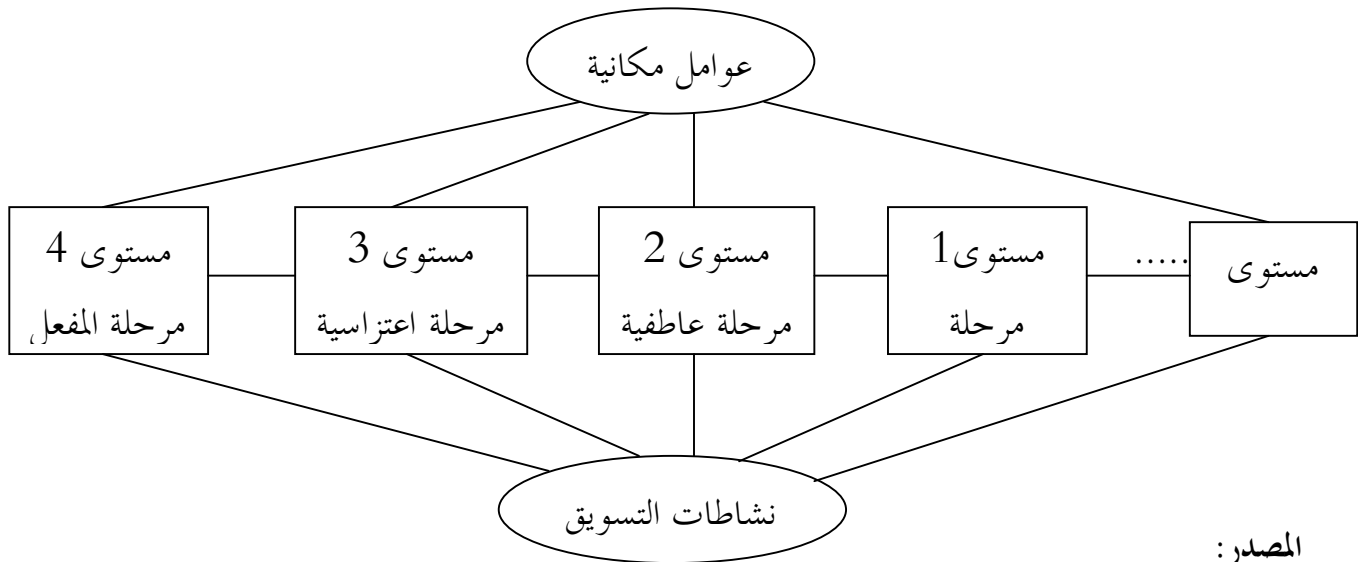 عوامل مكانية
مستوى .....
مستوى1
مرحلة
مستوى 2
مرحلة عاطفية
مستوى 3
مرحلة اعتزاسية
مستوى 4
مرحلة المفعل
نشاطات التسويق
المصدر: